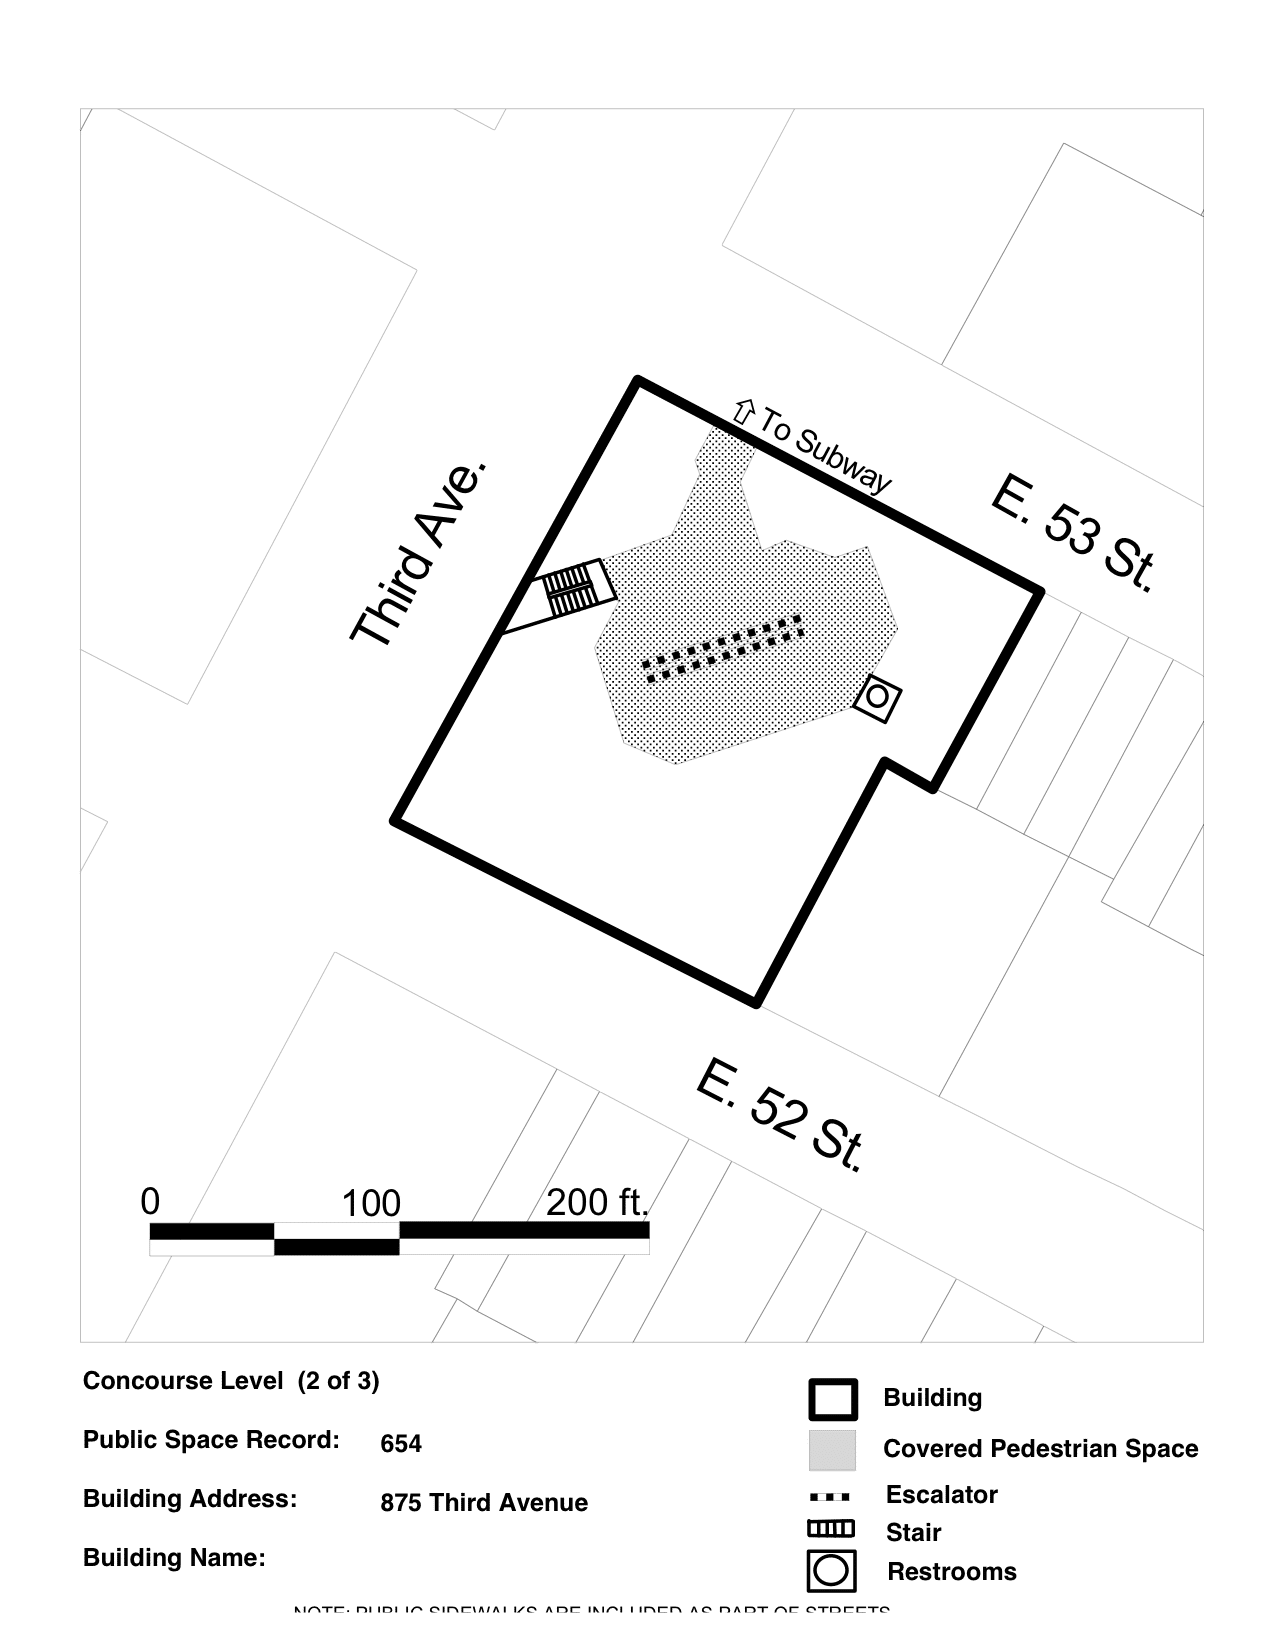 To Subway
E. 53 St.
Third Ave.
E. 52 St.
0 100 200 ft.
Concourse Level (2 of 3)
Public Space Record: 654
Building Address: 875 Third Avenue
Building Name:
Building
Covered Pedestrian Space
Escalator
Stair
Restrooms
NOTE: PUBLIC SIDEWALKS ARE INCLUDED AS PART OF STREETS